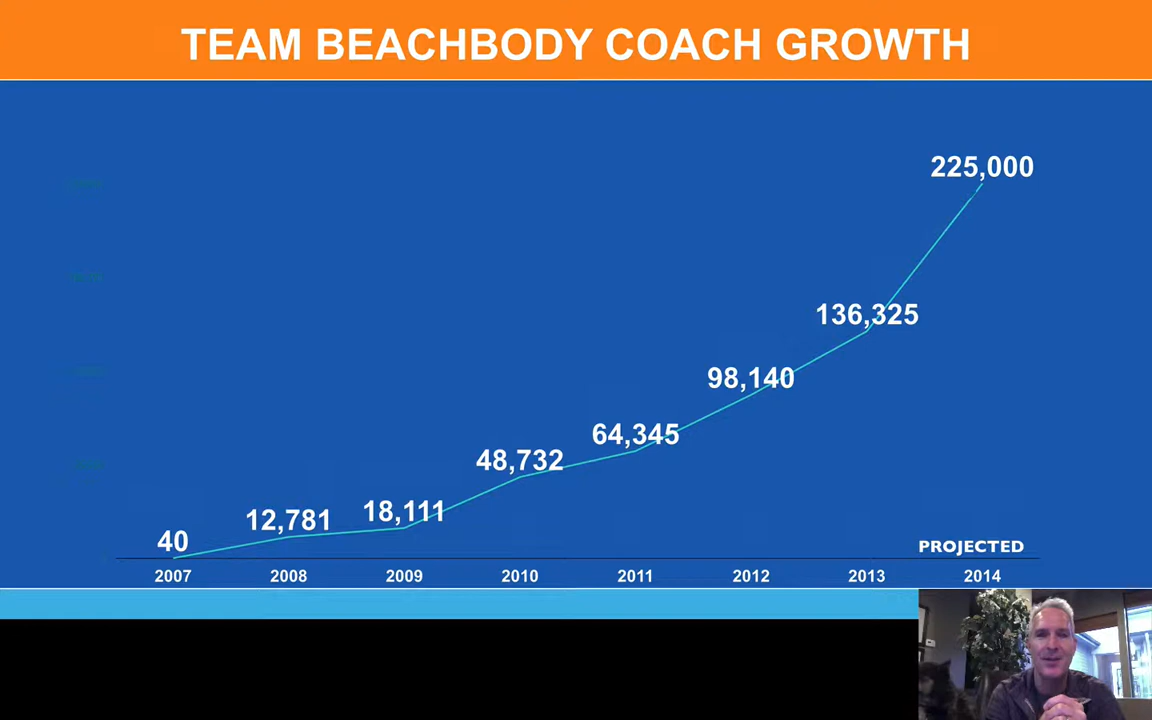 TEAM BEACHBODY COACH GROWTH
225,000
136,325
98,140
64,345
48,732
18,111
12,781
40
PROJECTED
2007 2008 2009 2010 2011 2012 2013 2014